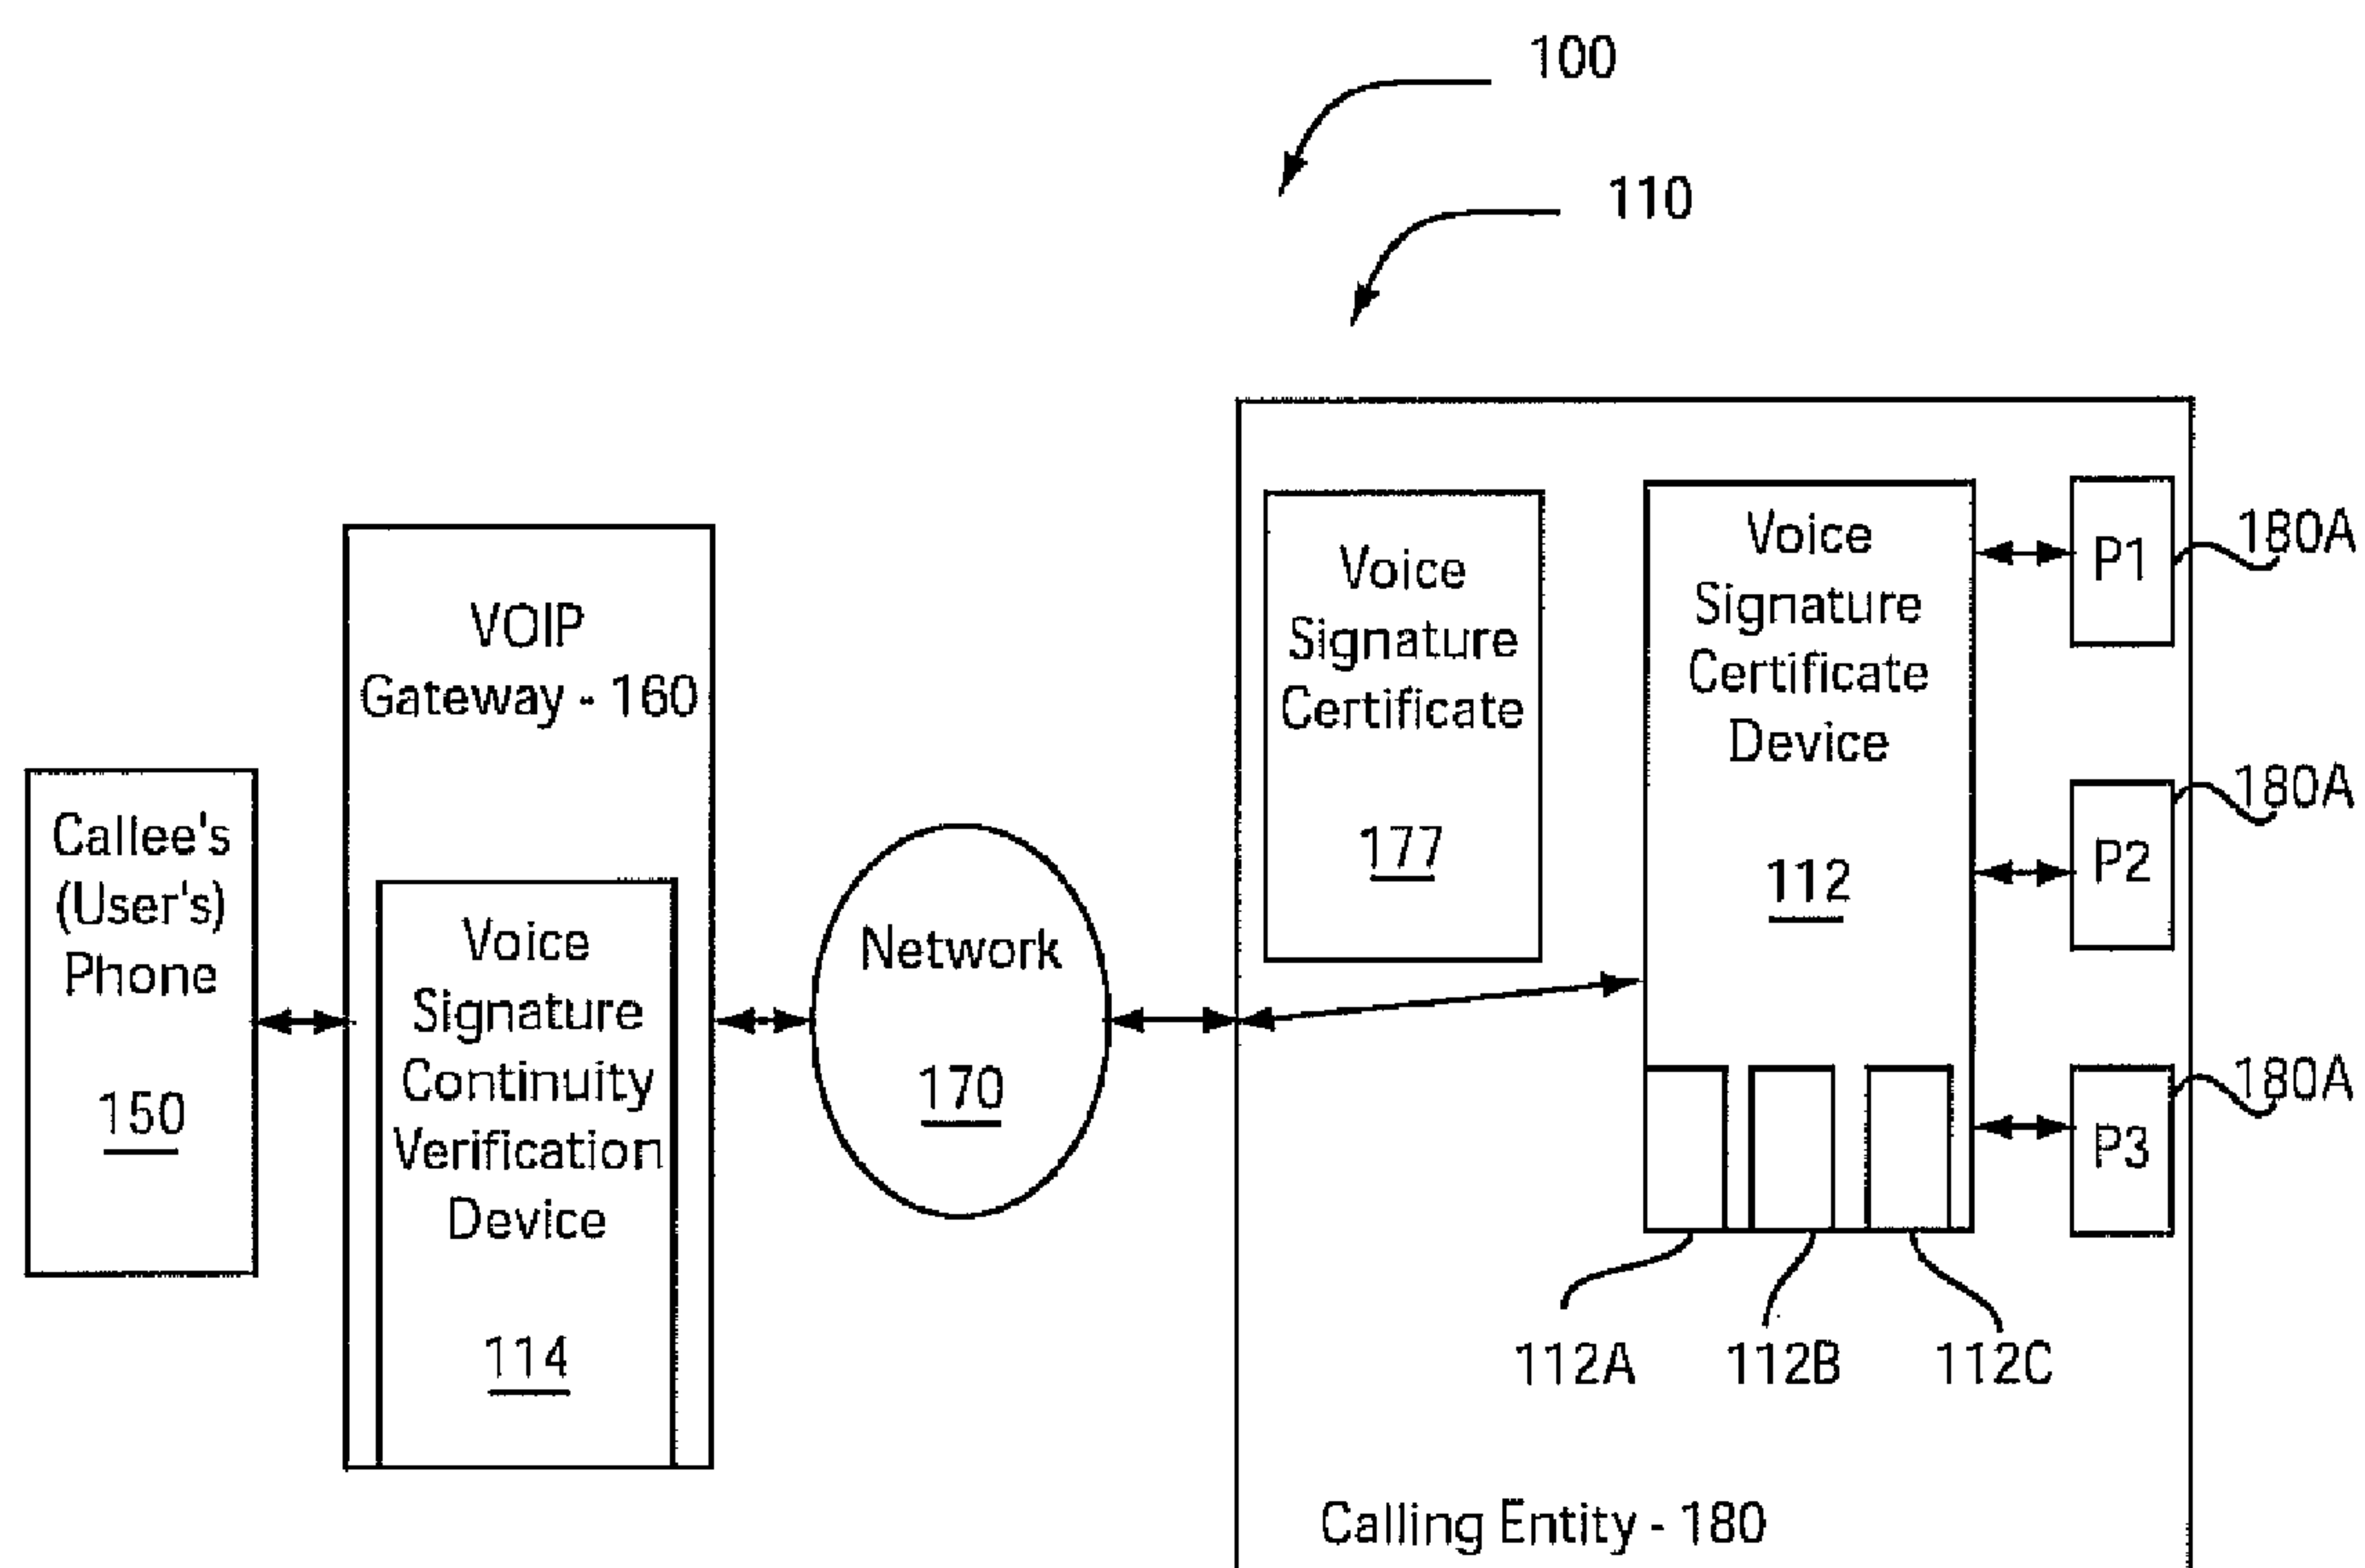 100
110
Callee's
(User's)
Phone
150
VOIP
Gateway - 160
Voice
Signature
Continuity
Verification
Device
114
Network
170
Voice
Signature
Certificate
177
Voice
Signature
Certificate
Device
112
P1
180A
P2
180A
P3
180A
112A
112B
112C
Calling Entity - 180